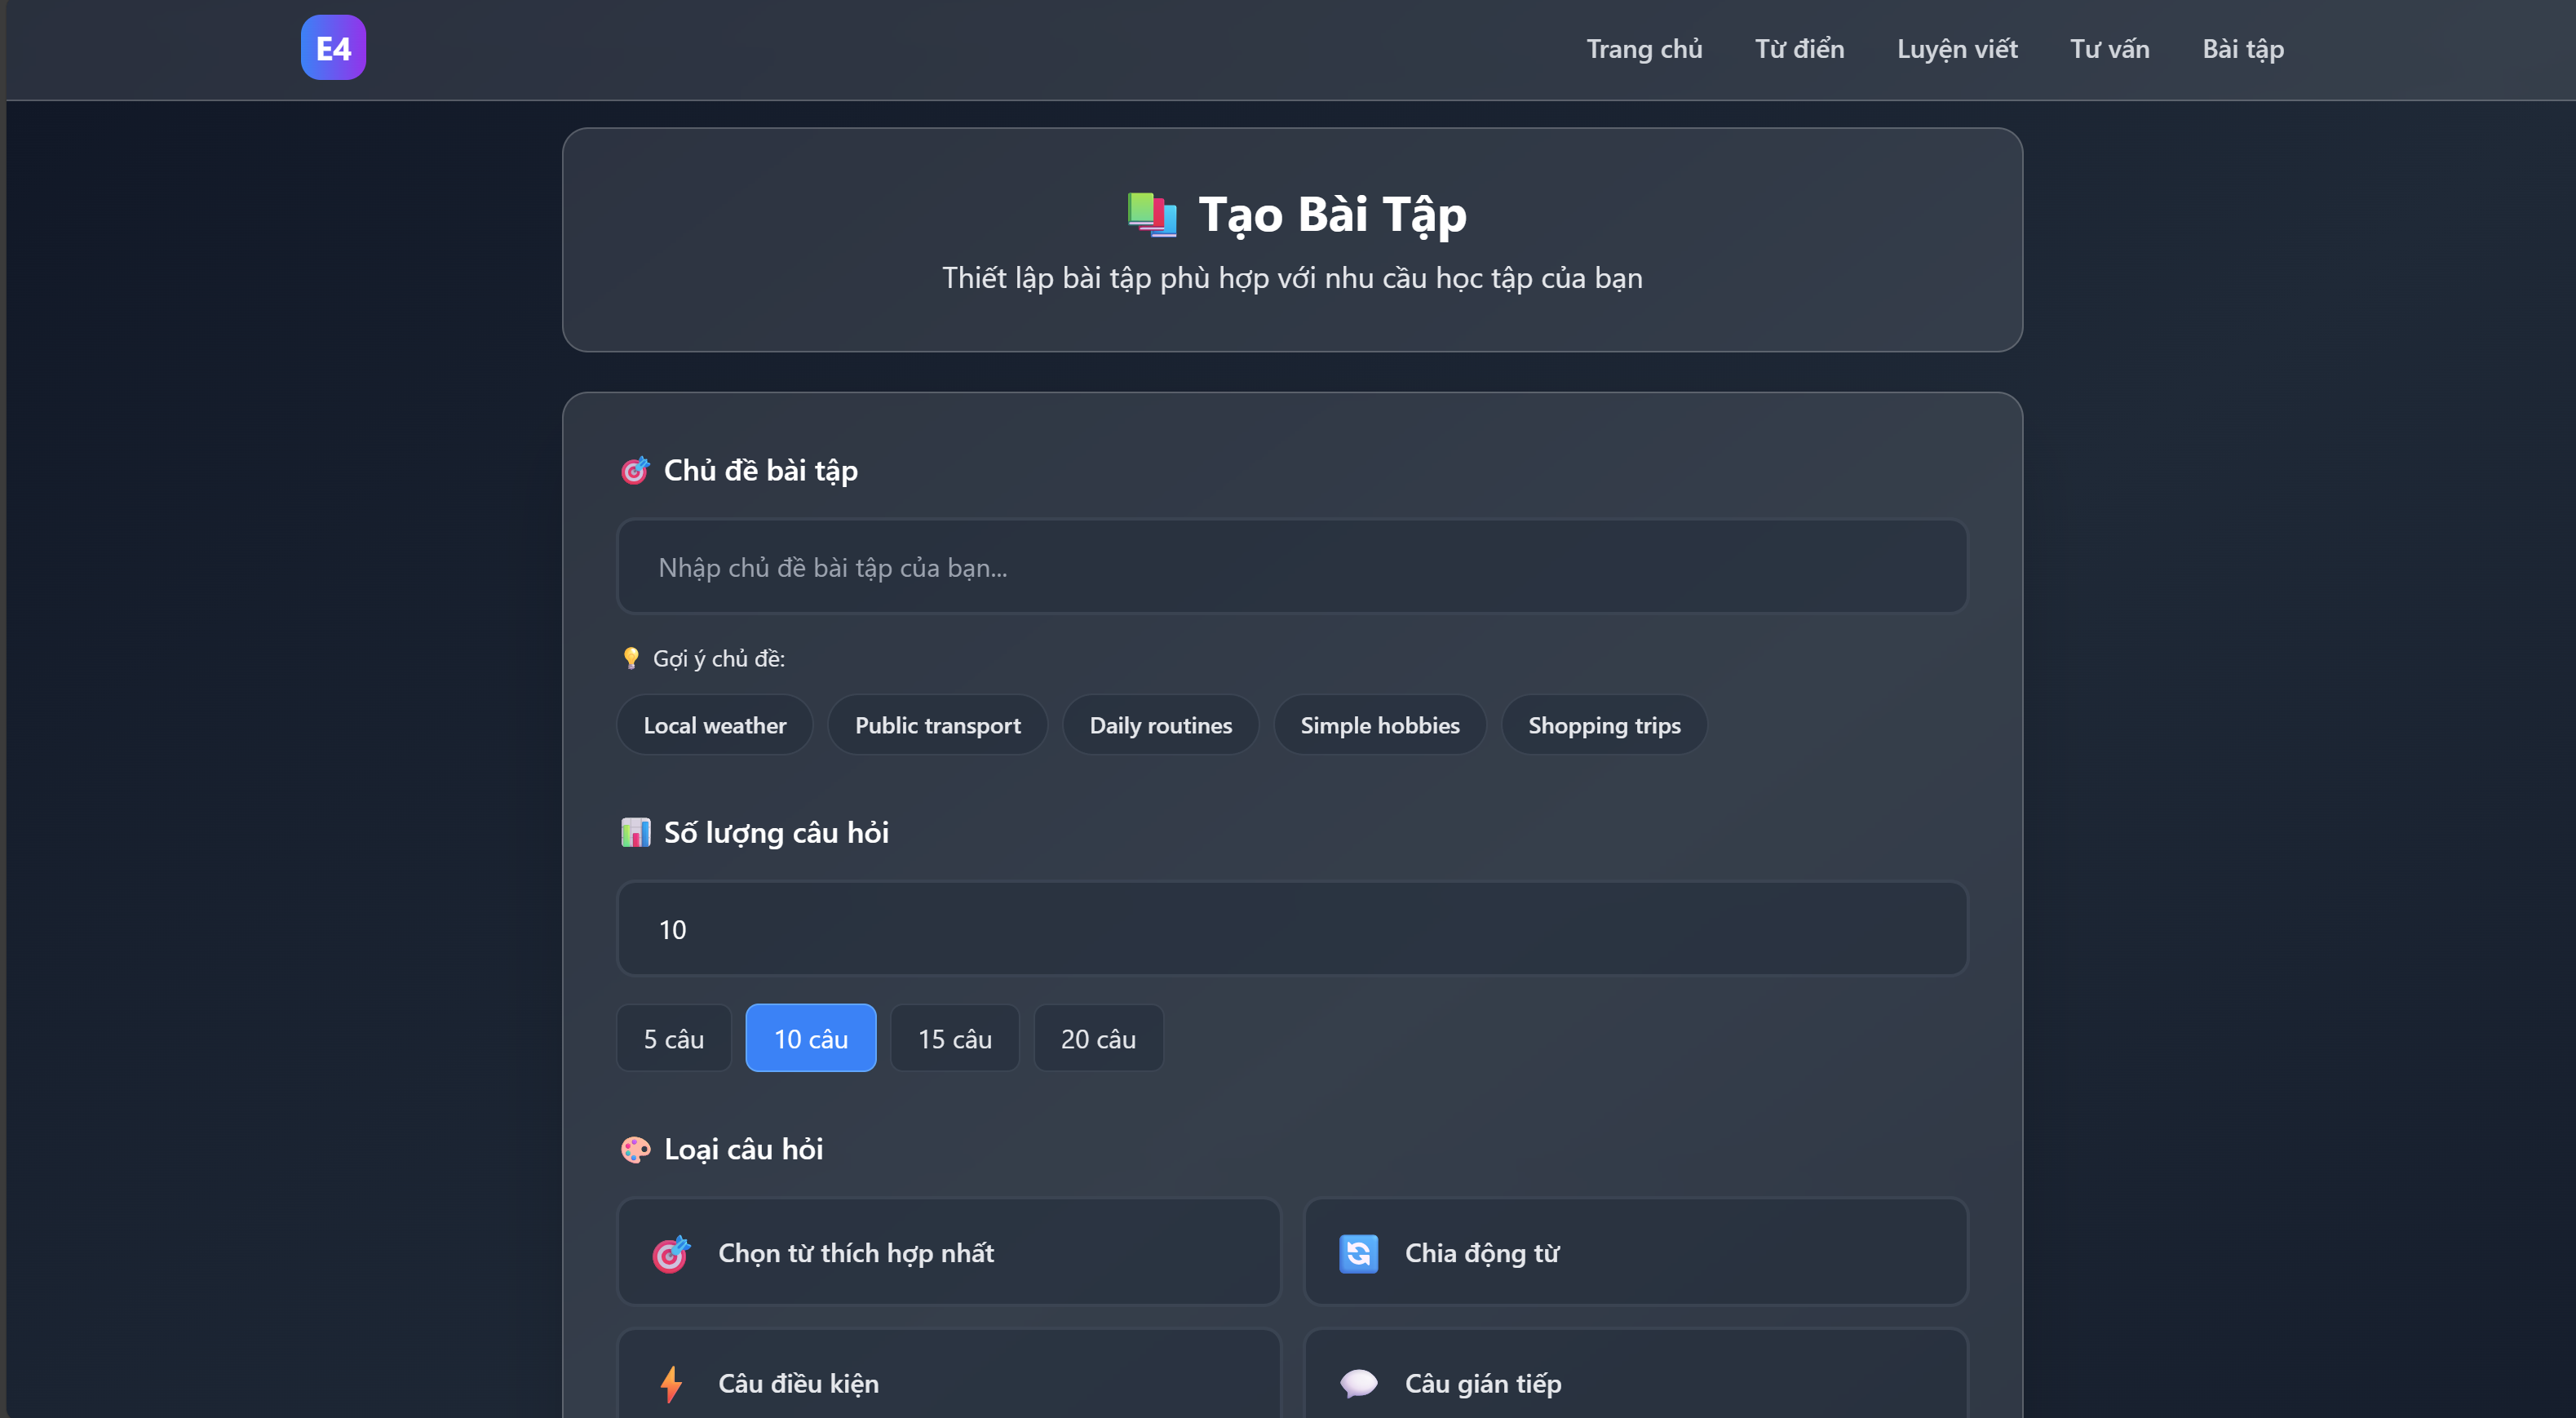 E4
Trang chủ Từ điển Luyện viết Tư vấn Bài tập
Tạo Bài Tập
Thiết lập bài tập phù hợp với nhu cầu học tập của bạn
Chủ đề bài tập
Nhập chủ đề bài tập của bạn...
Gợi ý chủ đề:
Local weather Public transport Daily routines Simple hobbies Shopping trips
Số lượng câu hỏi
10
5 câu 10 câu 15 câu 20 câu
Loại câu hỏi
Chọn từ thích hợp nhất Chia động từ
Câu điều kiện Câu gián tiếp